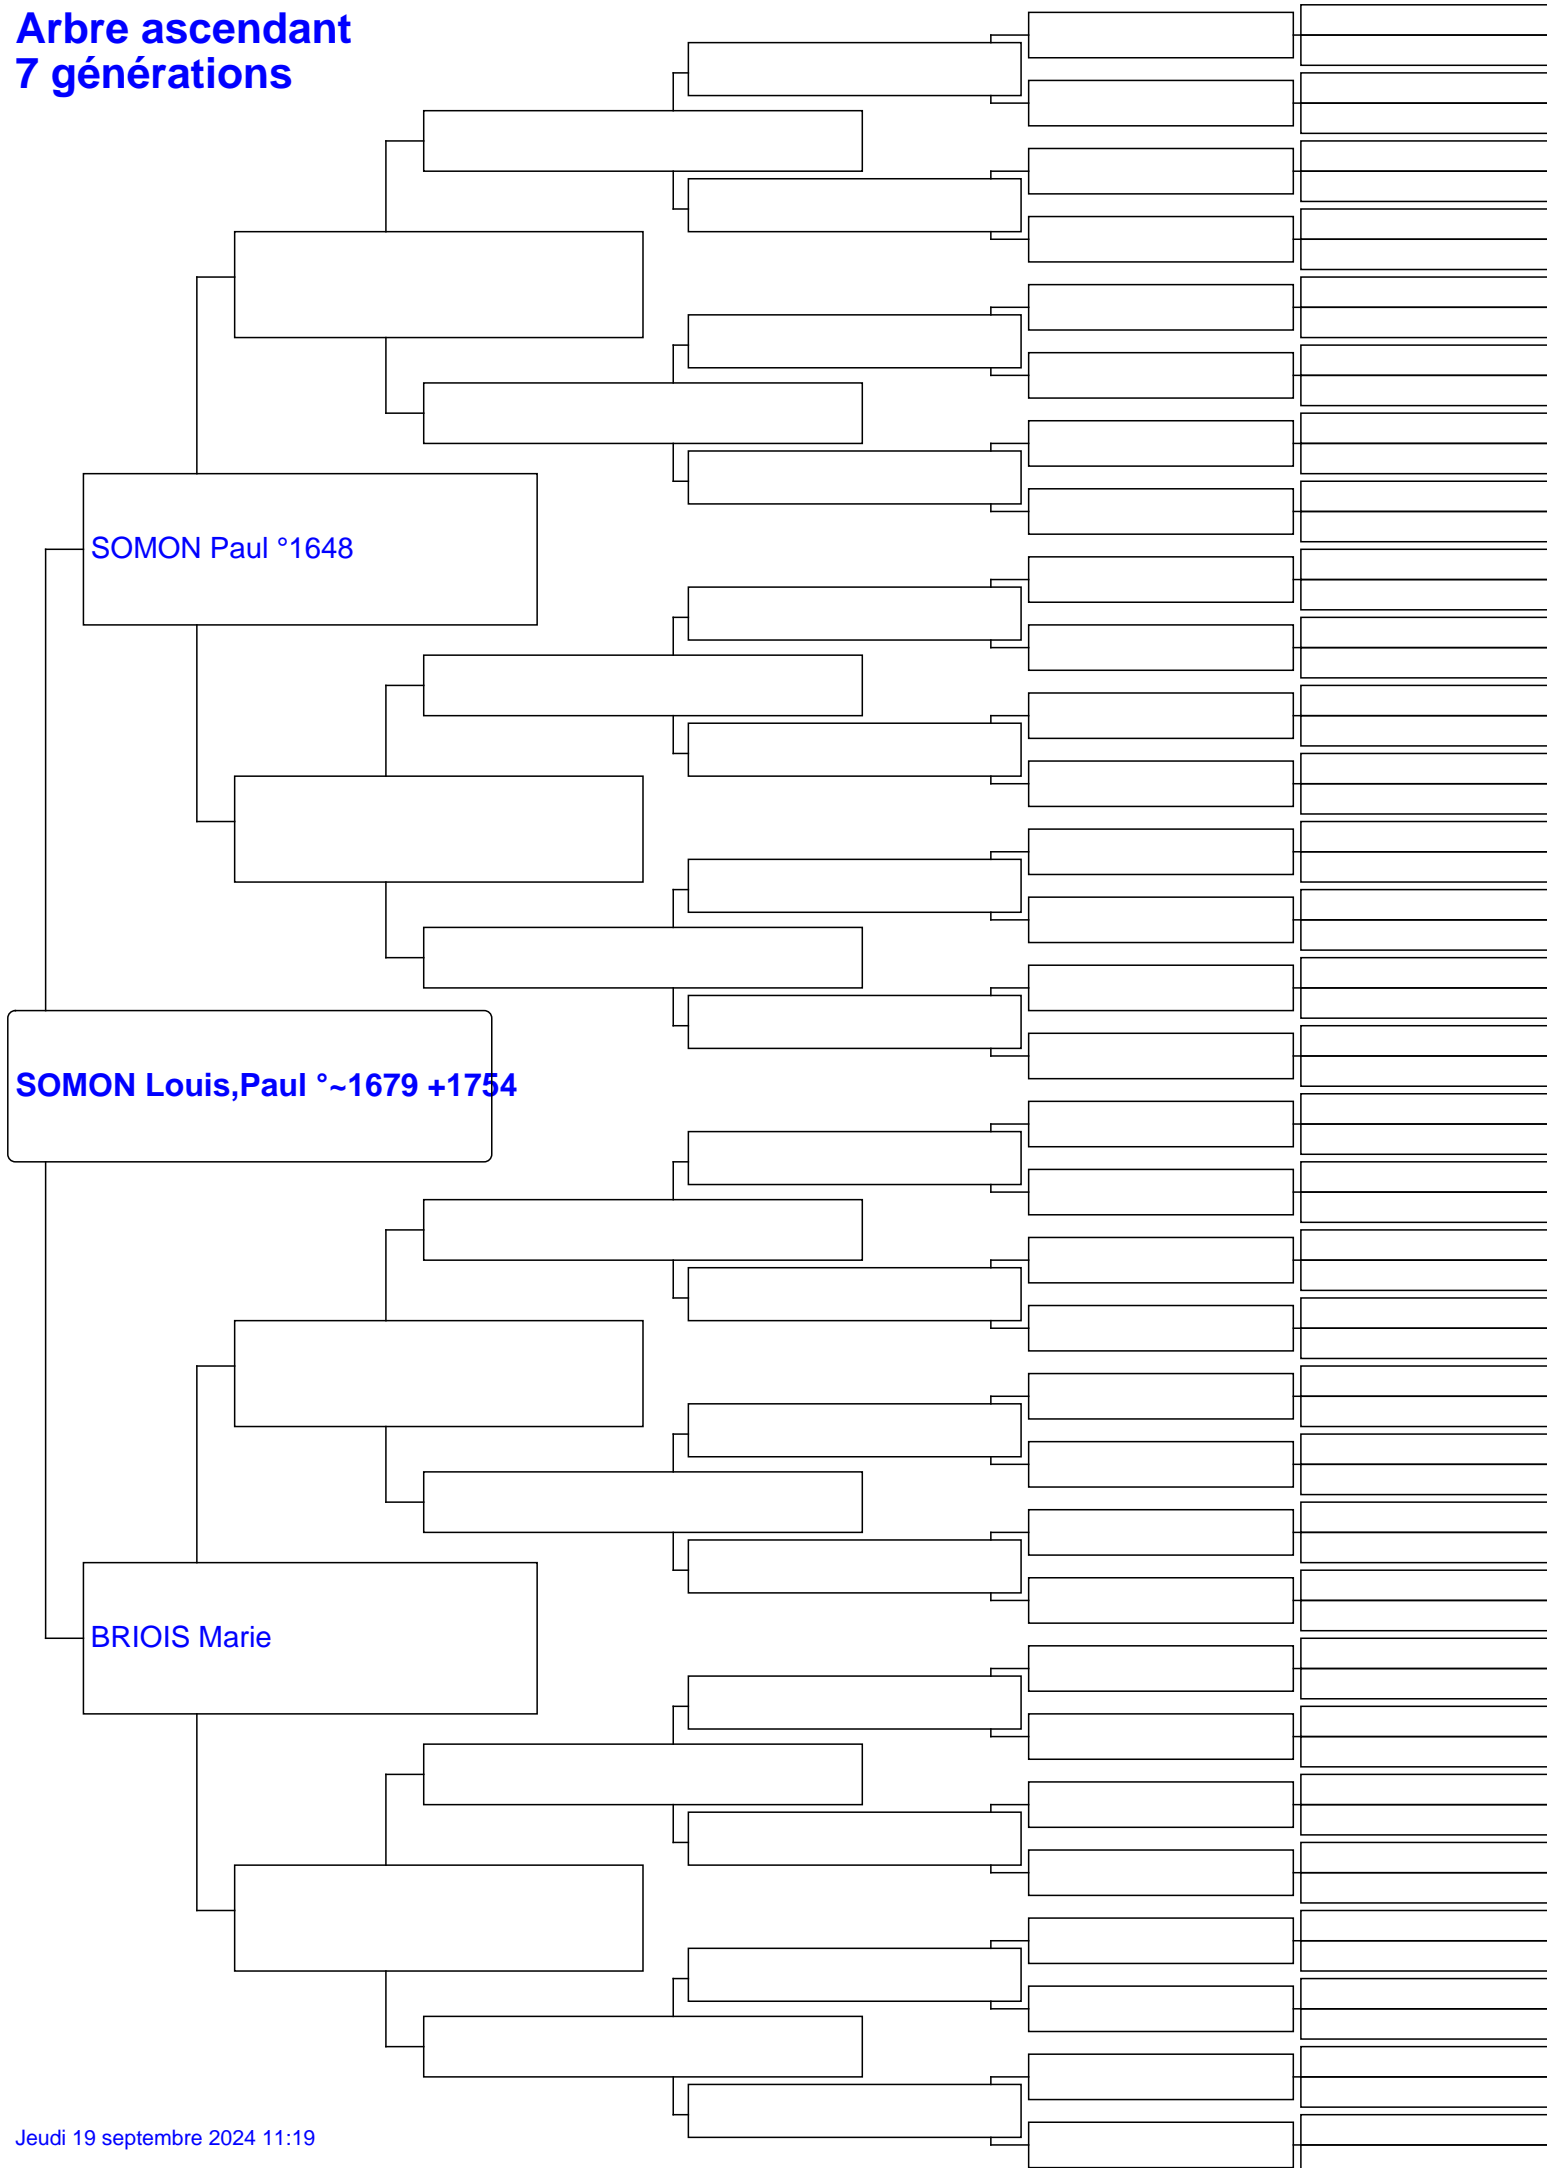 Arbre ascendant
7 générations
SOMON Paul °1648
SOMON Louis,Paul °~1679 +1754
BRIOIS Marie
Jeudi 19 septembre 2024 11:19